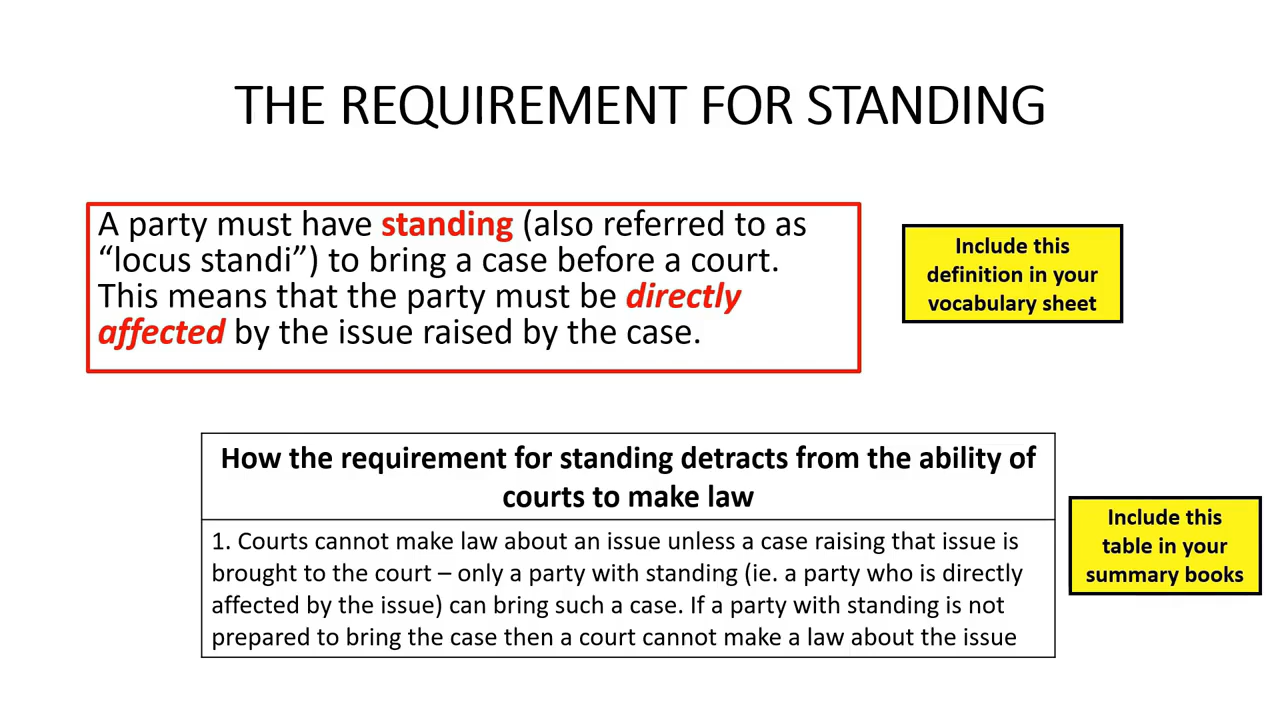 THE REQUIREMENT FOR STANDING
A party must have standing (also referred to as
“locus standi”) to bring a case before a court.
This means that the party must be directly
affected by the issue raised by the case.
Include this
definition in your
vocabulary sheet
How the requirement for standing detracts from the ability of
courts to make law
1. Courts cannot make law about an issue unless a case raising that issue is
brought to the court – only a party with standing (ie. a party who is directly
affected by the issue) can bring such a case. If a party with standing is not
prepared to bring the case then a court cannot make a law about the issue
Include this
table in your
summary books